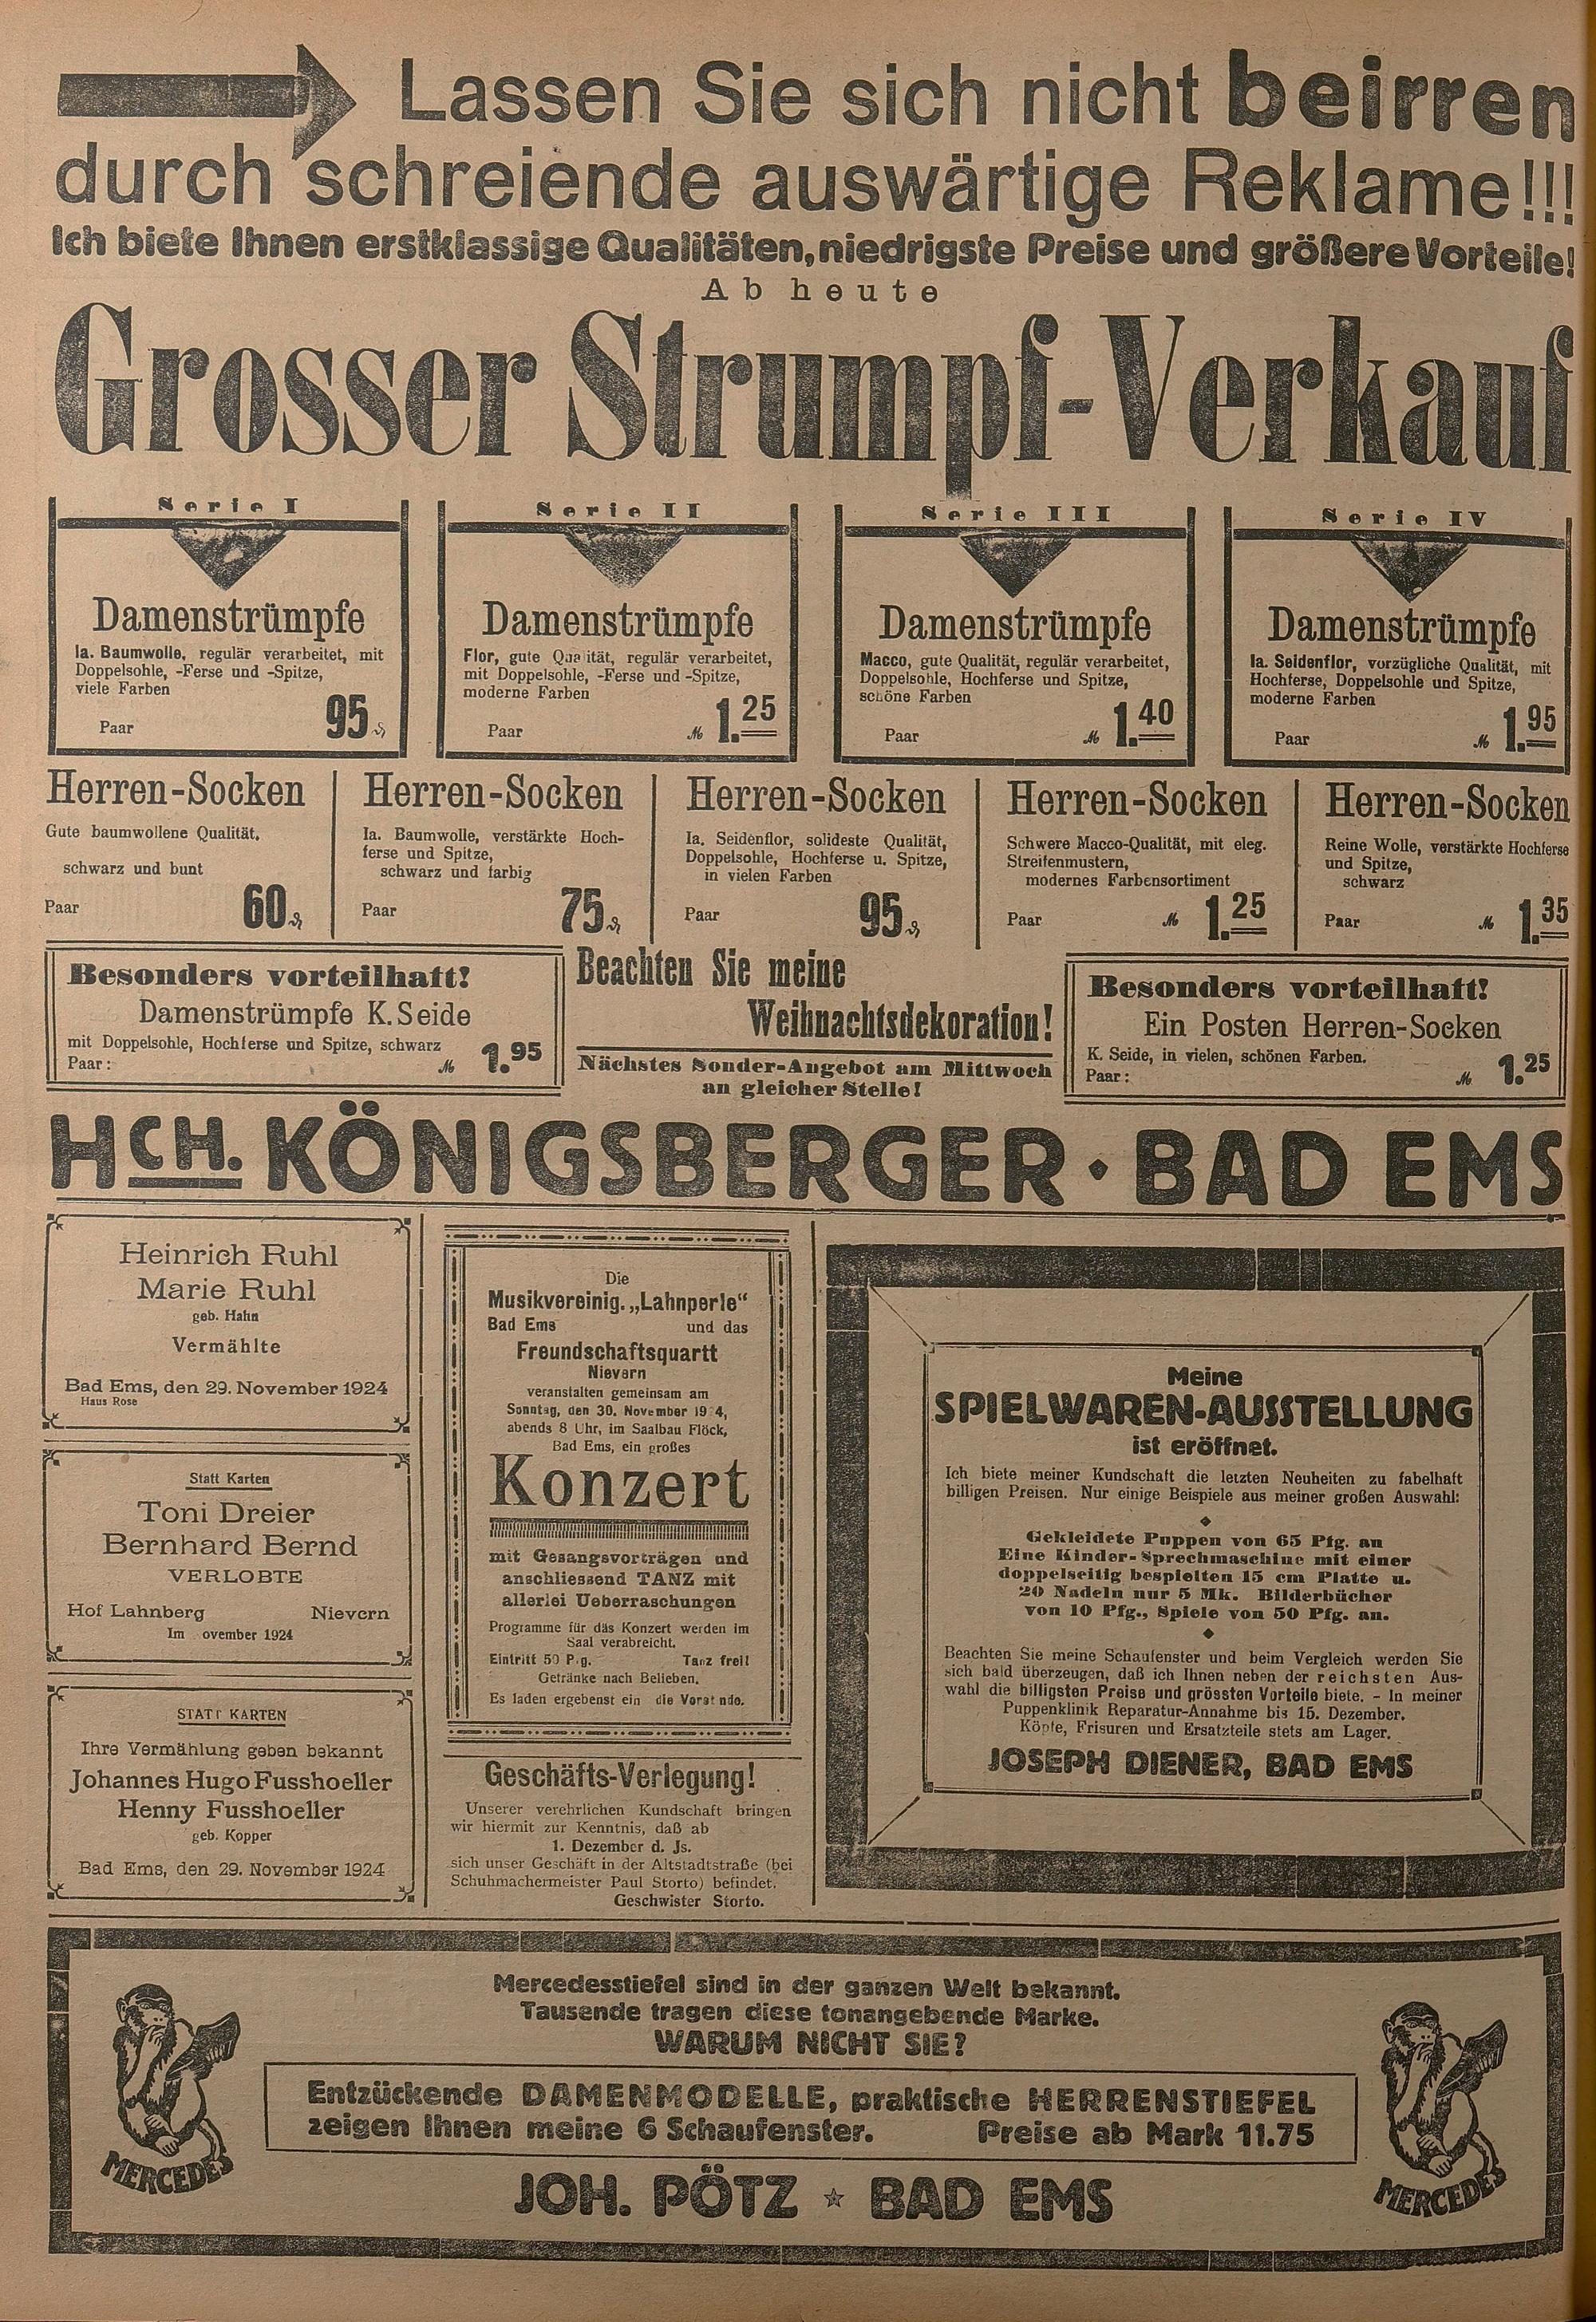 Lassen Sie sich nicht beirren
durch schreiende auswärtige Reklame!!!
Ich biete Ihnen erstklassige Qualitäten, niedrigste Preise und größere Vorteile!
Ab heute
Grosser Strumpf-Verkauf
Serie I
Damenstrümpfe
Ia. Baumwolle, regulär verarbeitet, mit
Doppelsohle, -Ferse und -Spitze,
viele Farben
Paar 95 ₰
Serie II
Damenstrümpfe
Flor, gute Qualität, regulär verarbeitet,
mit Doppelsohle, -Ferse und -Spitze,
moderne Farben
Paar ℳ 1.25
Serie III
Damenstrümpfe
Macco, gute Qualität, regulär verarbeitet,
Doppelsohle, Hochferse und Spitze,
schöne Farben
Paar ℳ 1.40
Serie IV
Damenstrümpfe
Ia. Seidenflor, vorzügliche Qualität, mit
Hochferse, Doppelsohle und Spitze,
moderne Farben
Paar ℳ 1.95
Herren-Socken
Gute baumwollene Qualität,
schwarz und bunt
Paar 60 ₰
Herren-Socken
Ia. Baumwolle, verstärkte Hoch-
ferse und Spitze,
schwarz und farbig
Paar 75 ₰
Herren-Socken
Ia. Seidenflor, solideste Qualität,
Doppelsohle, Hochferse u. Spitze,
in vielen Farben
Paar 95 ₰
Herren-Socken
Schwere Macco-Qualität, mit eleg.
Streifenmustern,
modernes Farbensortiment
Paar ℳ 1.25
Herren-Socken
Reine Wolle, verstärkte Hochferse
und Spitze,
schwarz
Paar ℳ 1.35
Besonders vorteilhaft!
Damenstrümpfe K. Seide
mit Doppelsohle, Hochferse und Spitze, schwarz
Paar: ℳ 1.95
Beachten Sie meine
Weihnachtsdekoration!
Nächstes Sonder-Angebot am Mittwoch
an gleicher Stelle!
Besonders vorteilhaft!
Ein Posten Herren-Socken
K. Seide, in vielen, schönen Farben.
Paar: ℳ 1.25
HCH. KÖNIGSBERGER · BAD EMS
Heinrich Ruhl
Marie Ruhl
geb. Hahn
Vermählte
Bad Ems, den 29. November 1924
Haus Rose
Statt Karten
Toni Dreier
Bernhard Bernd
VERLOBTE
Hof Lahnberg Nievern
Im ovember 1924
STATT KARTEN
Ihre Vermählung geben bekannt
Johannes Hugo Fusshoeller
Henny Fusshoeller
geb. Kopper
Bad Ems, den 29. November 1924
Die
Musikvereinig. „Lahnperle“
Bad Ems und das
Freundschaftsquartt
Nievern
veranstalten gemeinsam am
Sonntag, den 30. November 19 4,
abends 8 Uhr, im Saalbau Flöck,
Bad Ems, ein großes
Konzert
mit Gesangsvorträgen und
anschliessend TANZ mit
allerlei Ueberraschungen
Programme für das Konzert werden im
Saal verabreicht.
Eintritt 50 P.g. Tanz frei!
Getränke nach Belieben.
Es laden ergebenst ein die Vorst nde.
Geschäfts-Verlegung!
Unserer verehrlichen Kundschaft bringen
wir hiermit zur Kenntnis, daß ab
1. Dezember d. Js.
sich unser Geschäft in der Altstadtstraße (bei
Schuhmachermeister Paul Storto) befindet.
Geschwister Storto.
Meine
SPIELWAREN-AUSSTELLUNG
ist eröffnet.
Ich biete meiner Kundschaft die letzten Neuheiten zu fabelhaft
billigen Preisen. Nur einige Beispiele aus meiner großen Auswahl:
Gekleidete Puppen von 65 Pfg. an
Eine Kinder-Sprechmaschine mit einer
doppelseitig bespielten 15 cm Platte u.
20 Nadeln nur 5 Mk. Bilderbücher
von 10 Pfg., Spiele von 50 Pfg. an.
Beachten Sie meine Schaufenster und beim Vergleich werden Sie
sich bald überzeugen, daß ich Ihnen neben der reichsten Aus-
wahl die billigsten Preise und grössten Vorteile biete. - In meiner
Puppenklinik Reparatur-Annahme bis 15. Dezember.
Köpfe, Frisuren und Ersatzteile stets am Lager.
JOSEPH DIENER, BAD EMS
Mercedesstiefel sind in der ganzen Welt bekannt.
Tausende tragen diese tonangebende Marke.
WARUM NICHT SIE?
Entzückende DAMENMODELLE, praktische HERRENSTIEFEL
zeigen Ihnen meine 6 Schaufenster. Preise ab Mark 11.75
MERCEDES
MERCEDES
JOH. PÖTZ ☆ BAD EMS